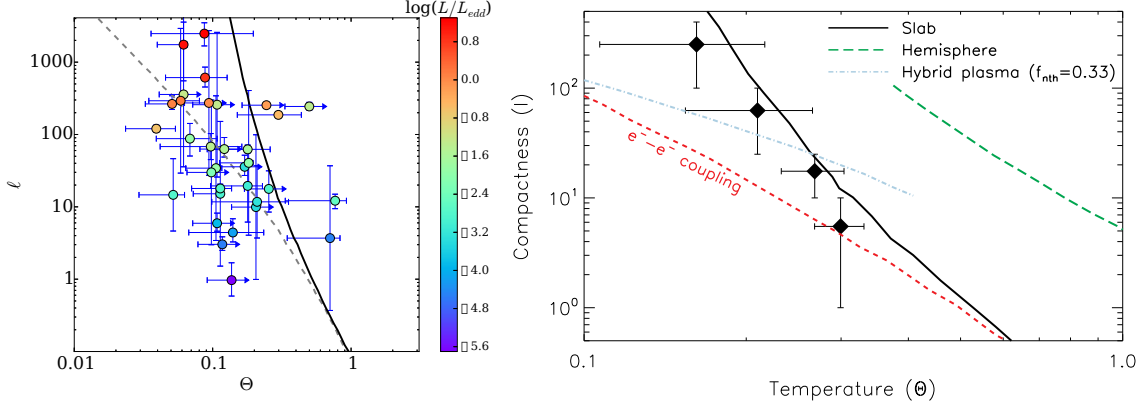 log(L/L_edd)
1000
100
10
1
ℓ
0.01
0.1
1
Θ
0.8
0.0
▯0.8
▯1.6
▯2.4
▯3.2
▯4.0
▯4.8
▯5.6
Compactness (l)
10²
10¹
10⁰
Slab
Hemisphere
Hybrid plasma (f_nth=0.33)
e⁻−e⁻ coupling
0.1
1.0
Temperature (Θ)